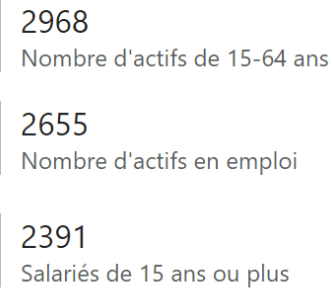 2968
Nombre d'actifs de 15-64 ans
2655
Nombre d'actifs en emploi
2391
Salariés de 15 ans ou plus